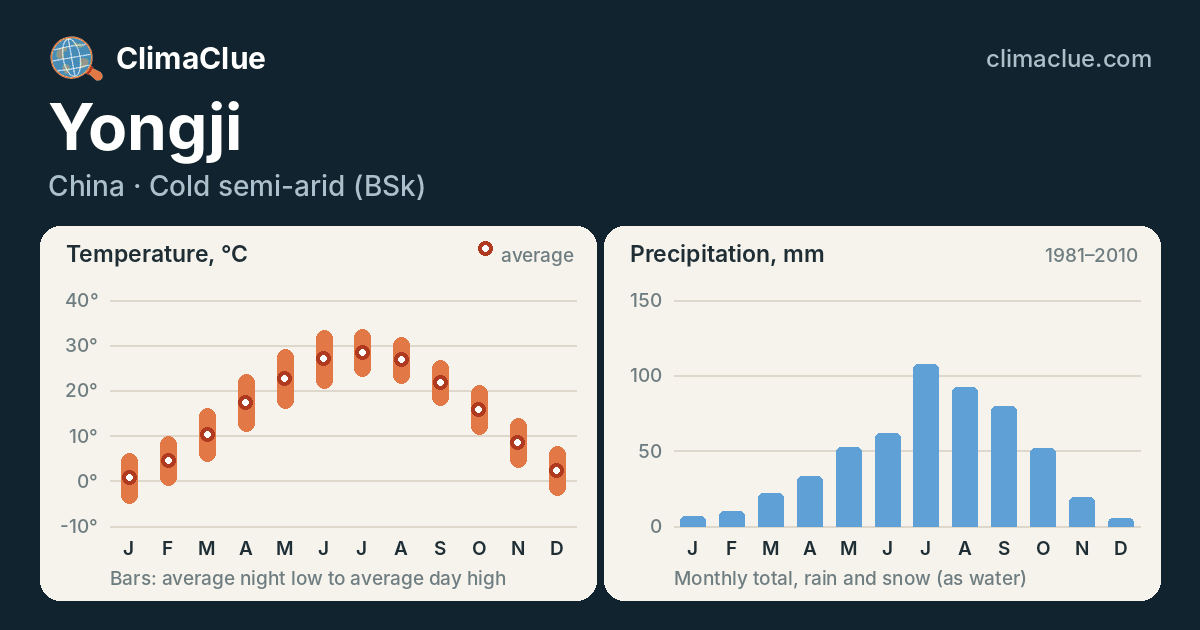 ClimaClue
climaclue.com
Yongji
China · Cold semi-arid (BSk)
Temperature, °C
average
40°
30°
20°
10°
0°
-10°
J F M A M J J A S O N D
Bars: average night low to average day high
Precipitation, mm
1981–2010
150
100
50
0
J F M A M J J A S O N D
Monthly total, rain and snow (as water)